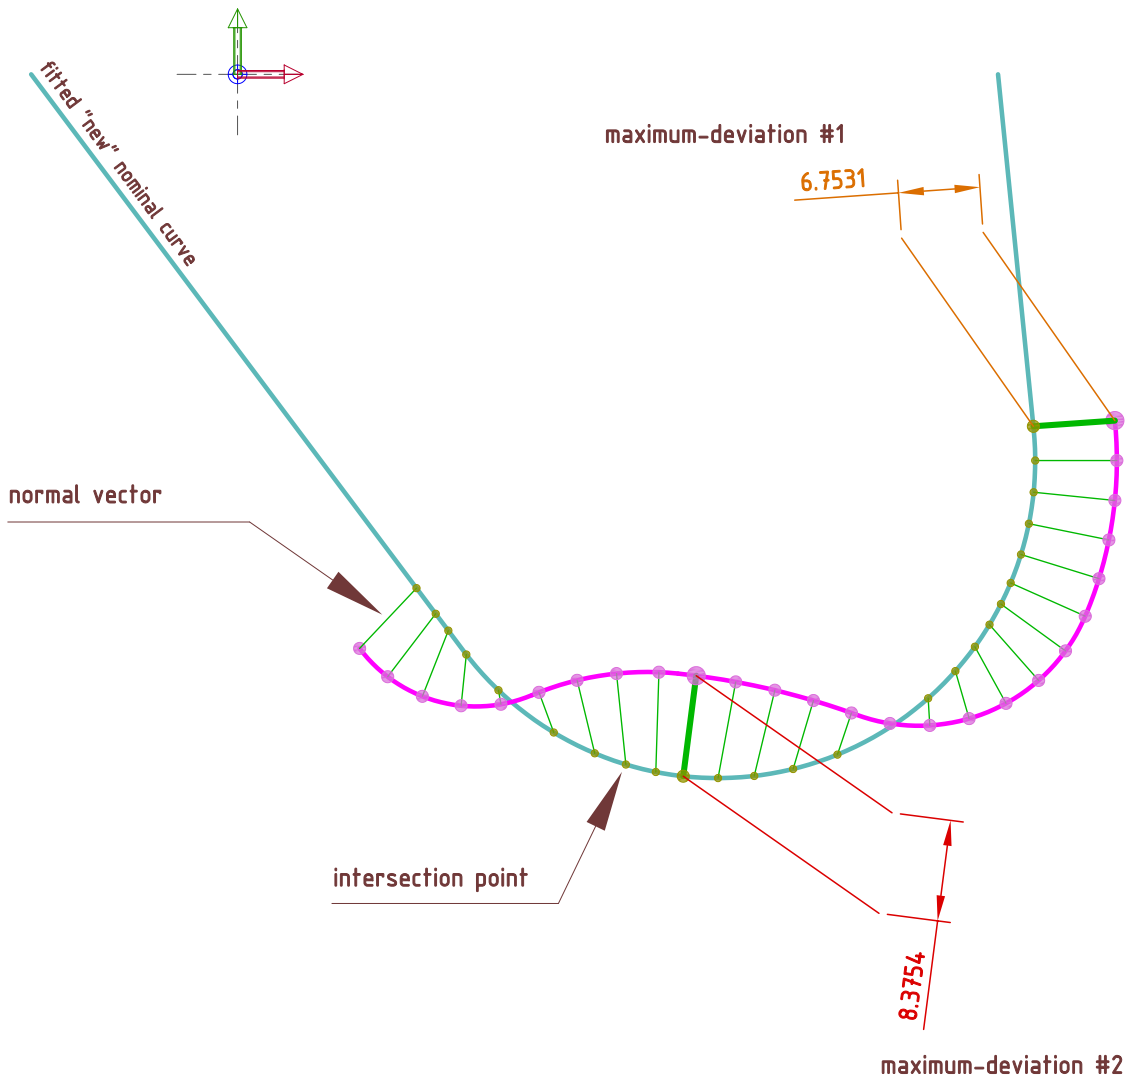 fitted "new" nominal curve
maximum-deviation #1
6.7531
normal vector
intersection point
8.3754
maximum-deviation #2